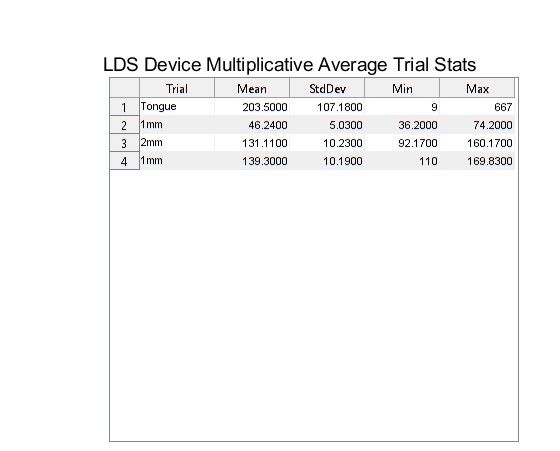 LDS Device Multiplicative Average Trial Stats
Trial Mean StdDev Min Max
1 Tongue 203.5000 107.1800 9 667
2 1mm 46.2400 5.0300 36.2000 74.2000
3 2mm 131.1100 10.2300 92.1700 160.1700
4 1mm 139.3000 10.1900 110 169.8300